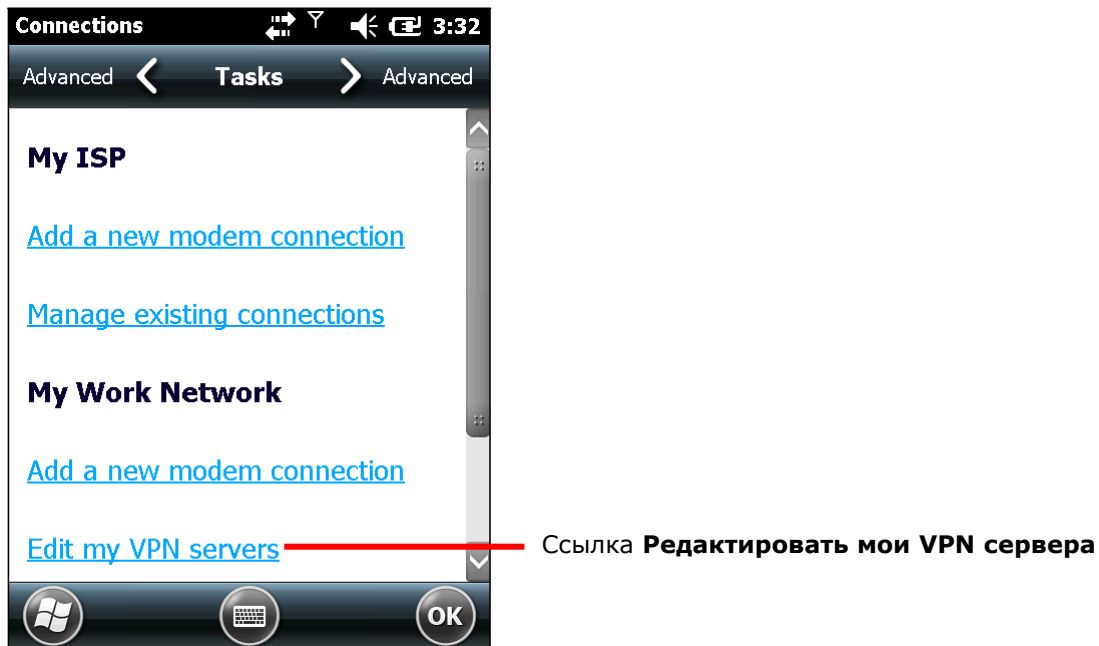 Connections 3:32
Advanced Tasks Advanced
My ISP
Add a new modem connection
Manage existing connections
My Work Network
Add a new modem connection
Edit my VPN servers
Ссылка Редактировать мои VPN сервера
OK